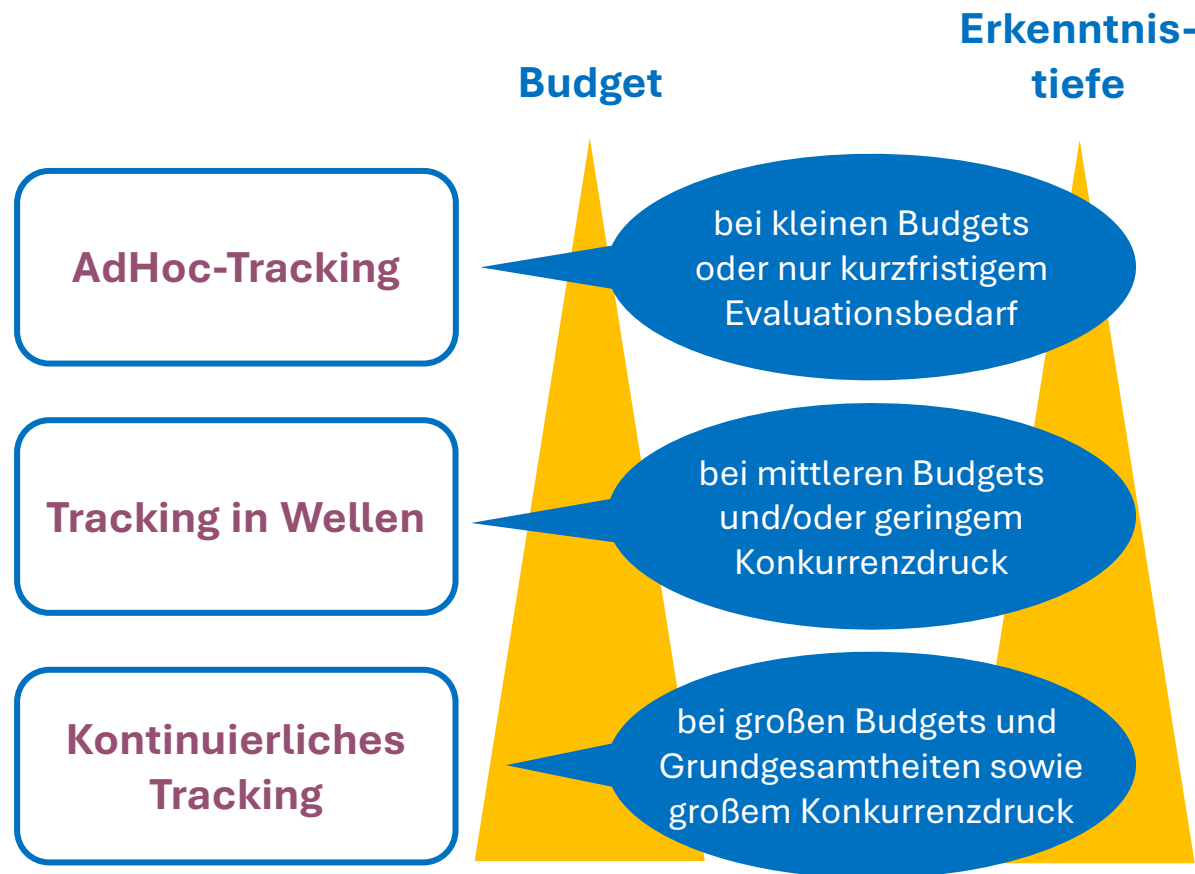 Budget
Erkenntnis-
tiefe
AdHoc-Tracking
bei kleinen Budgets
oder nur kurzfristigem
Evaluationsbedarf
Tracking in Wellen
bei mittleren Budgets
und/oder geringem
Konkurrenzdruck
Kontinuierliches
Tracking
bei großen Budgets und
Grundgesamtheiten sowie
großem Konkurrenzdruck